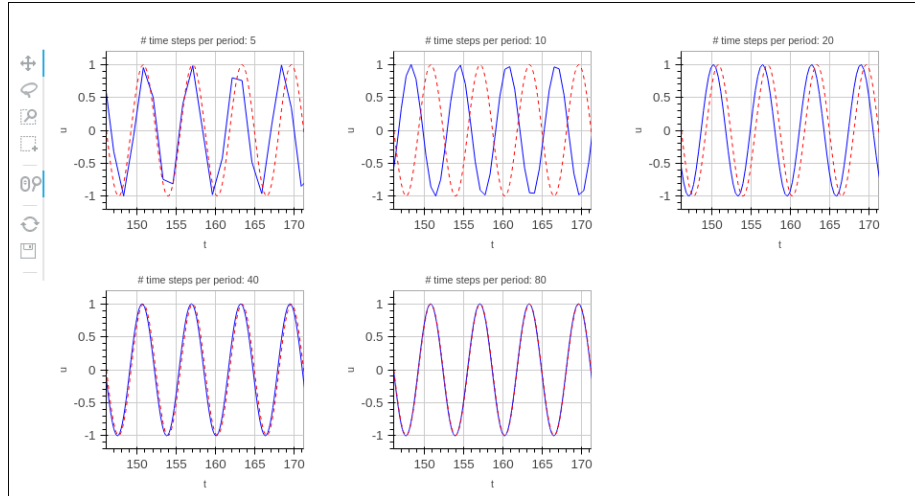 # time steps per period: 5
1
0.5
0
-0.5
-1
u
150 155 160 165 170
t
# time steps per period: 10
1
0.5
0
-0.5
-1
u
150 155 160 165 170
t
# time steps per period: 20
1
0.5
0
-0.5
-1
u
150 155 160 165 170
t
# time steps per period: 40
1
0.5
0
-0.5
-1
u
150 155 160 165 170
t
# time steps per period: 80
1
0.5
0
-0.5
-1
u
150 155 160 165 170
t